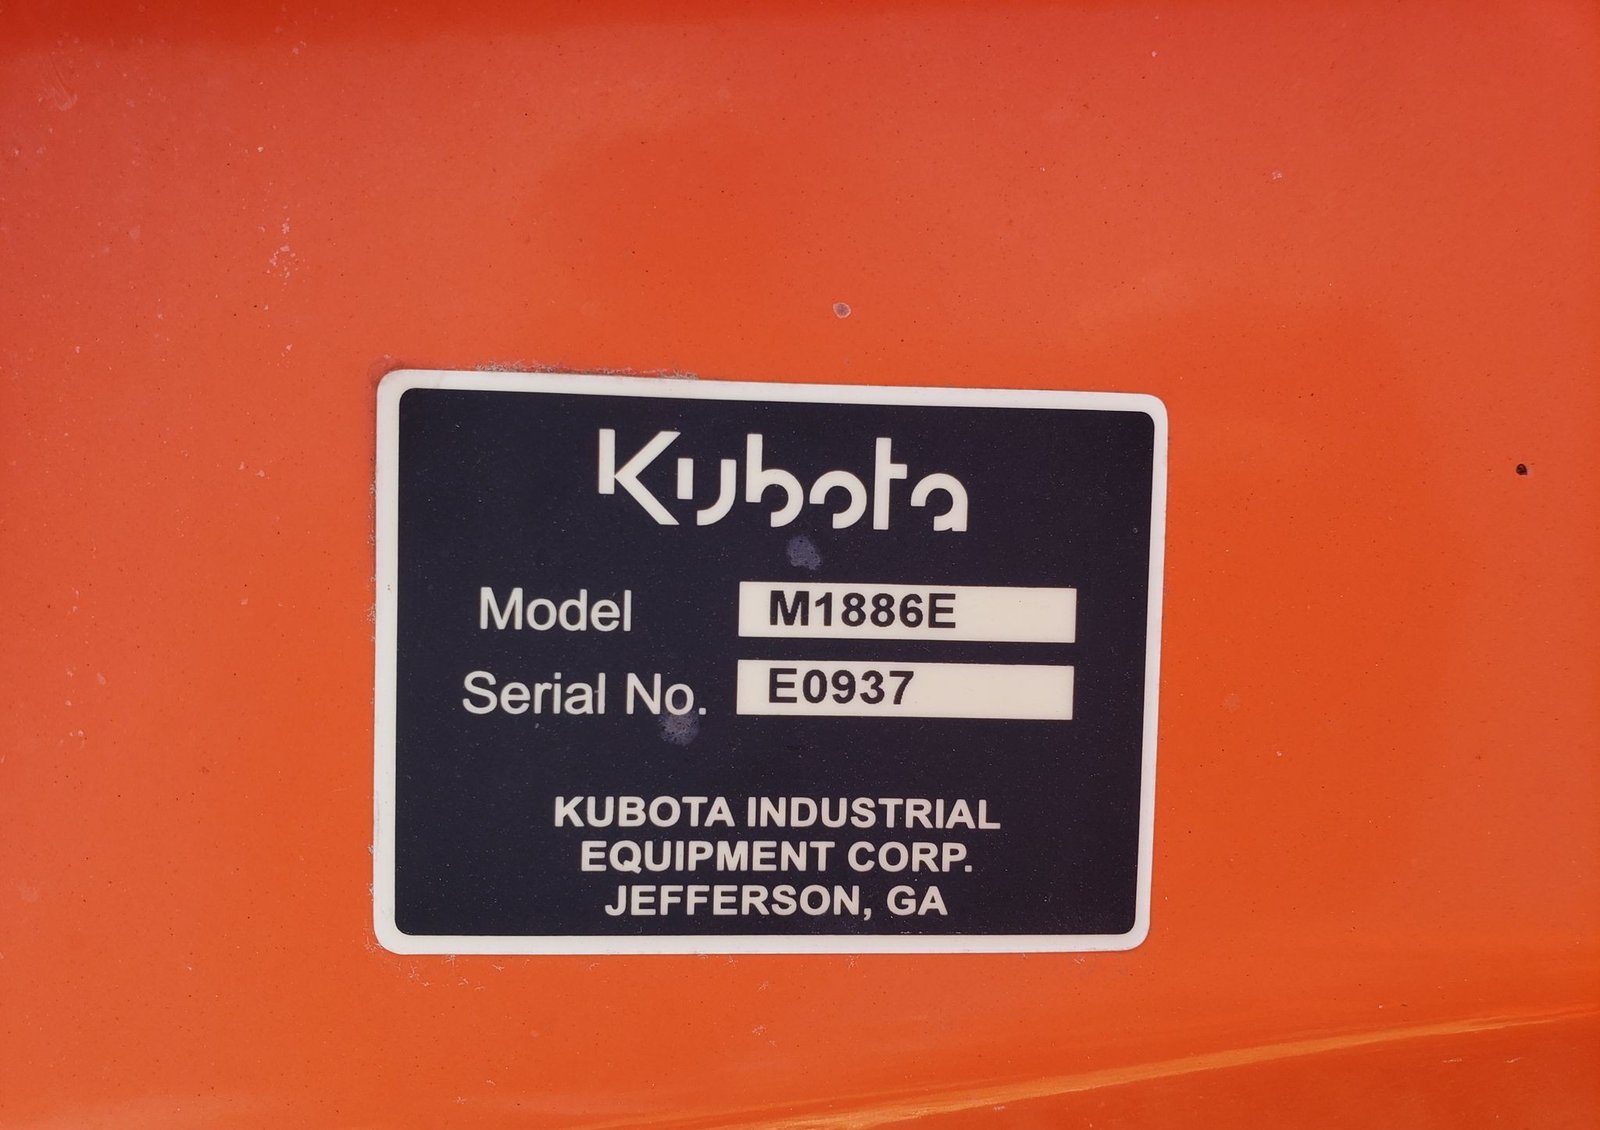 Kubota
Model M1886E
Serial No. E0937
KUBOTA INDUSTRIAL
EQUIPMENT CORP.
JEFFERSON, GA